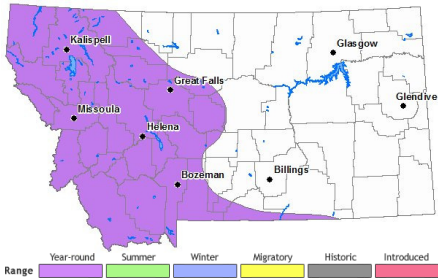 Kalispell
Glasgow
Great Falls
Glendive
Missoula
Helena
Bozeman
Billings
Year-round Summer Winter Migratory Historic Introduced
Range